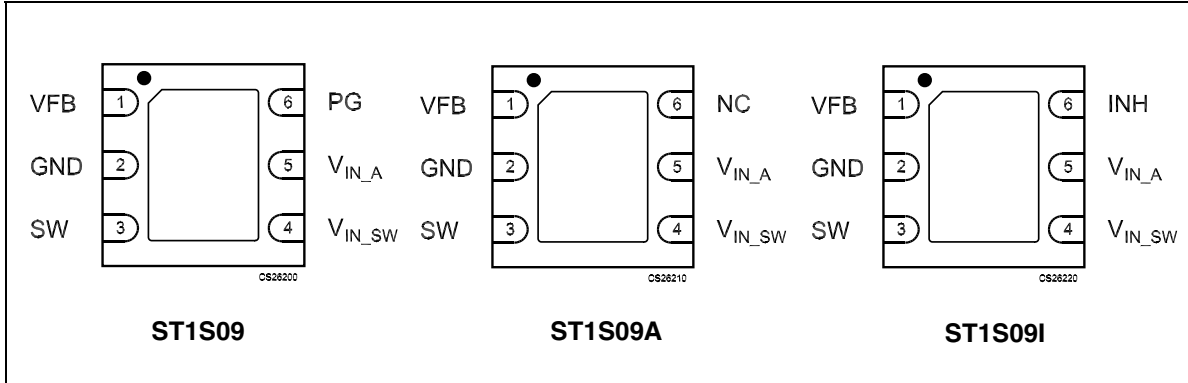 VFB 1 6 PG
GND 2 5 V_IN_A
SW 3 4 V_IN_SW
CS26200
ST1S09
VFB 1 6 NC
GND 2 5 V_IN_A
SW 3 4 V_IN_SW
CS26210
ST1S09A
VFB 1 6 INH
GND 2 5 V_IN_A
SW 3 4 V_IN_SW
CS26220
ST1S09I